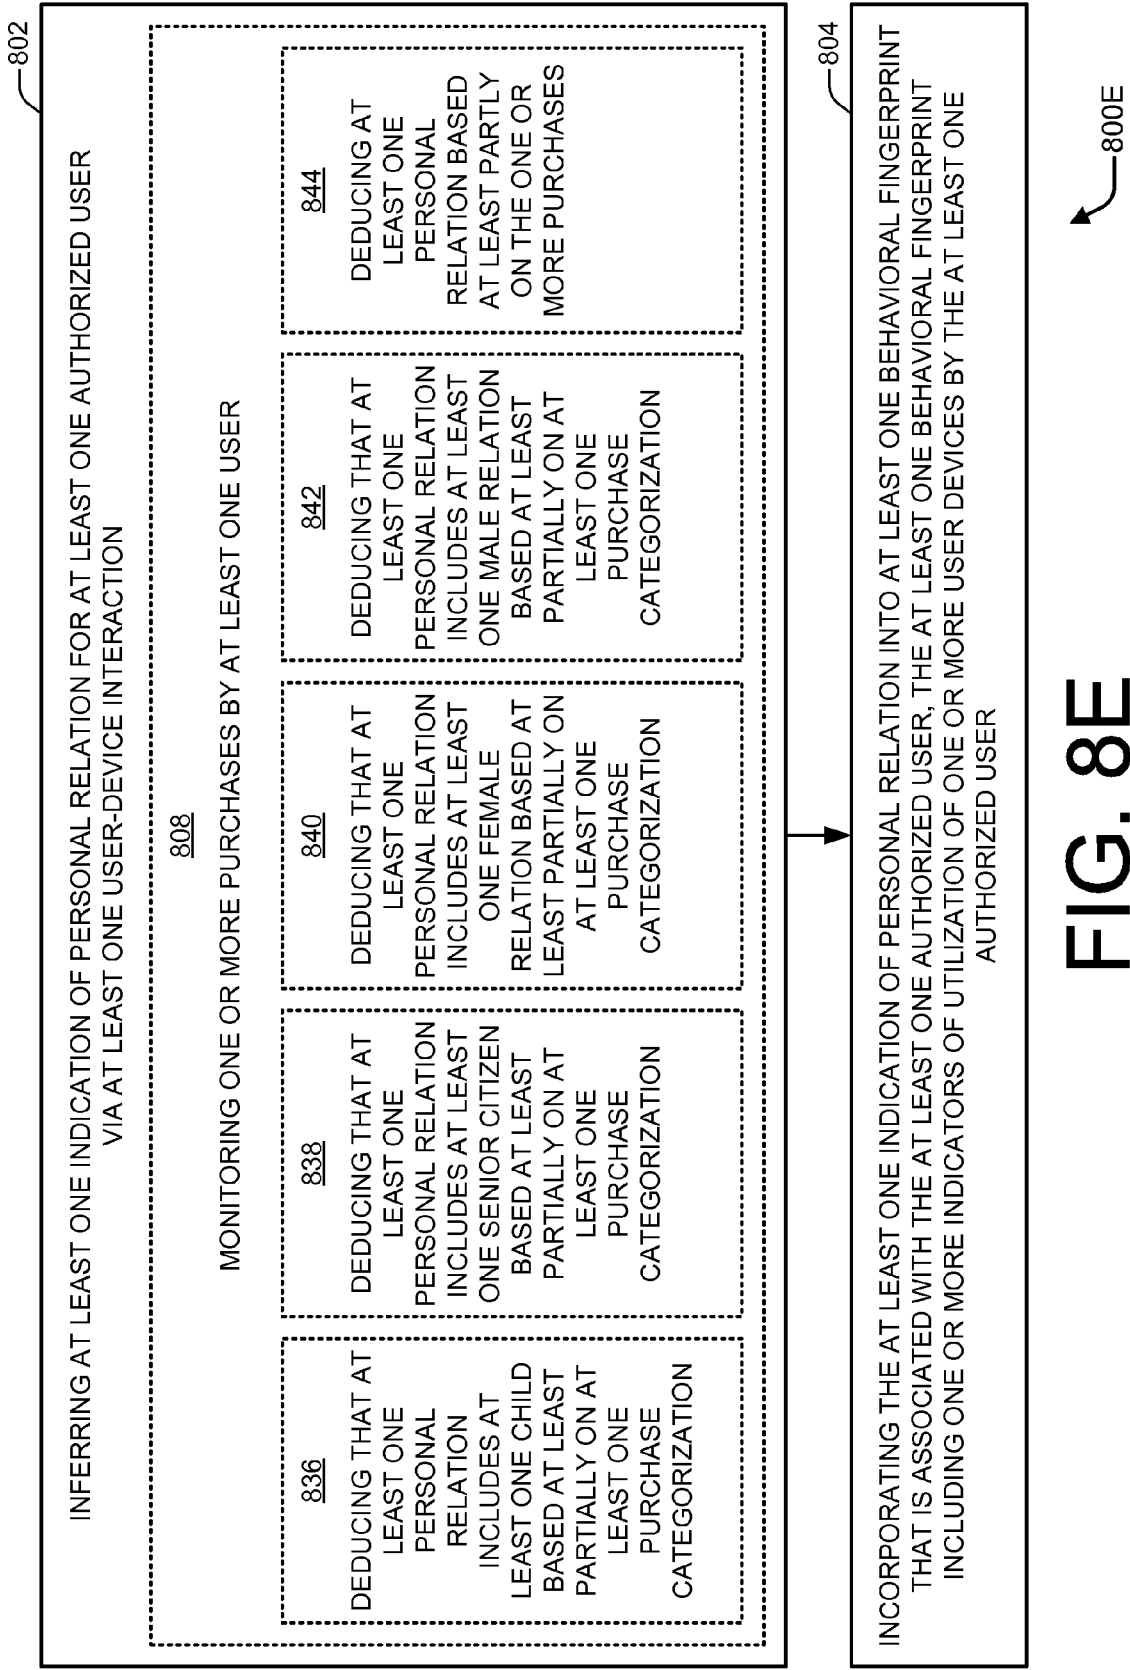 802
INFERRING AT LEAST ONE INDICATION OF PERSONAL RELATION FOR AT LEAST ONE AUTHORIZED USER
VIA AT LEAST ONE USER-DEVICE INTERACTION
808
MONITORING ONE OR MORE PURCHASES BY AT LEAST ONE USER
836
DEDUCING THAT AT
LEAST ONE
PERSONAL
RELATION
INCLUDES AT
LEAST ONE CHILD
BASED AT LEAST
PARTIALLY ON AT
LEAST ONE
PURCHASE
CATEGORIZATION
838
DEDUCING THAT AT
LEAST ONE
PERSONAL RELATION
INCLUDES AT LEAST
ONE SENIOR CITIZEN
BASED AT LEAST
PARTIALLY ON AT
LEAST ONE
PURCHASE
CATEGORIZATION
840
DEDUCING THAT AT
LEAST ONE
PERSONAL RELATION
INCLUDES AT LEAST
ONE FEMALE
RELATION BASED AT
LEAST PARTIALLY ON
AT LEAST ONE
PURCHASE
CATEGORIZATION
842
DEDUCING THAT AT
LEAST ONE
PERSONAL RELATION
INCLUDES AT LEAST
ONE MALE RELATION
BASED AT LEAST
PARTIALLY ON AT
LEAST ONE
PURCHASE
CATEGORIZATION
844
DEDUCING AT
LEAST ONE
PERSONAL
RELATION BASED
AT LEAST PARTLY
ON THE ONE OR
MORE PURCHASES
804
INCORPORATING THE AT LEAST ONE INDICATION OF PERSONAL RELATION INTO AT LEAST ONE BEHAVIORAL FINGERPRINT
THAT IS ASSOCIATED WITH THE AT LEAST ONE AUTHORIZED USER, THE AT LEAST ONE BEHAVIORAL FINGERPRINT
INCLUDING ONE OR MORE INDICATORS OF UTILIZATION OF ONE OR MORE USER DEVICES BY THE AT LEAST ONE
AUTHORIZED USER
800E
FIG. 8E